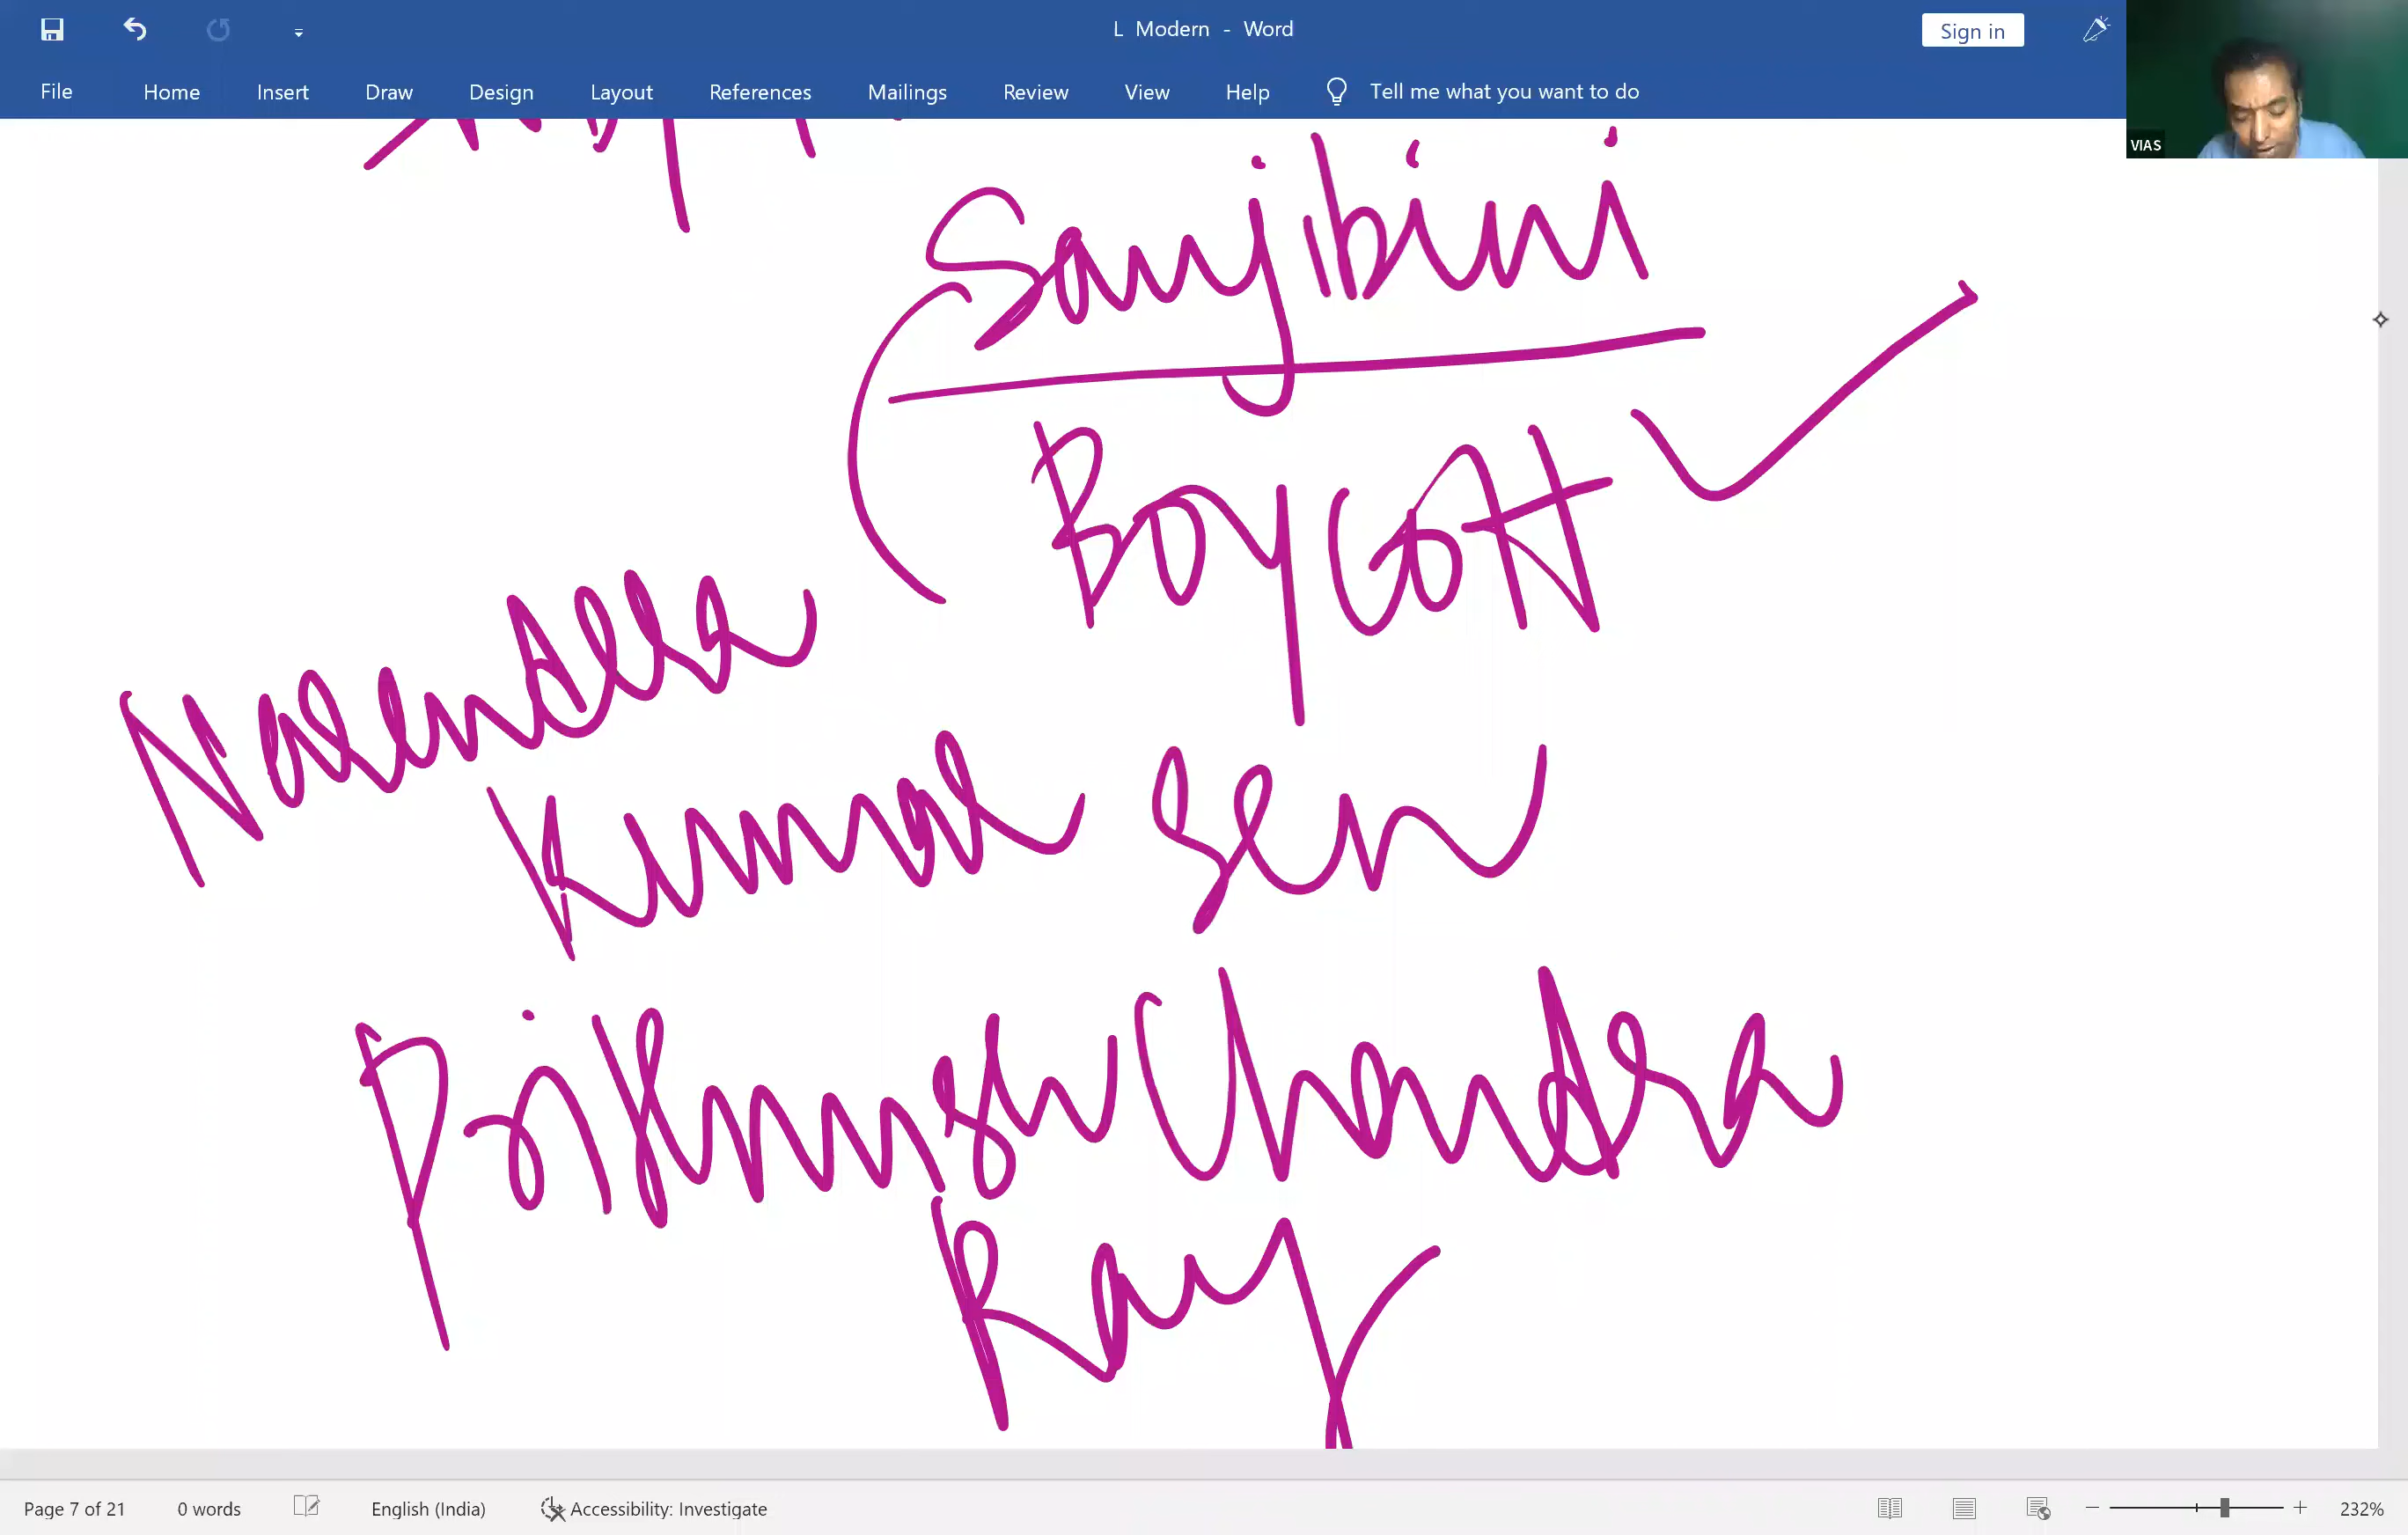 L Modern - Word
Sign in
File Home Insert Draw Design Layout References Mailings Review View Help Tell me what you want to do
VIAS
Sanjibini
Boycott
Narendra
Kumar Sen
Chandra
Ray
Page 7 of 21 0 words English (India) Accessibility: Investigate 232%